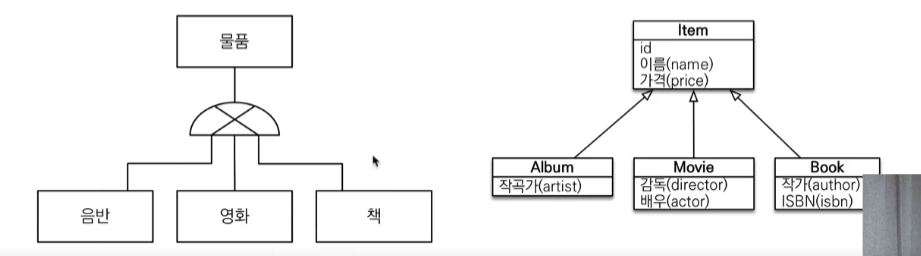 물품
음반
영화
책
Item
id
이름(name)
가격(price)
Album
작곡가(artist)
Movie
감독(director)
배우(actor)
Book
작가(author)
ISBN(isbn)